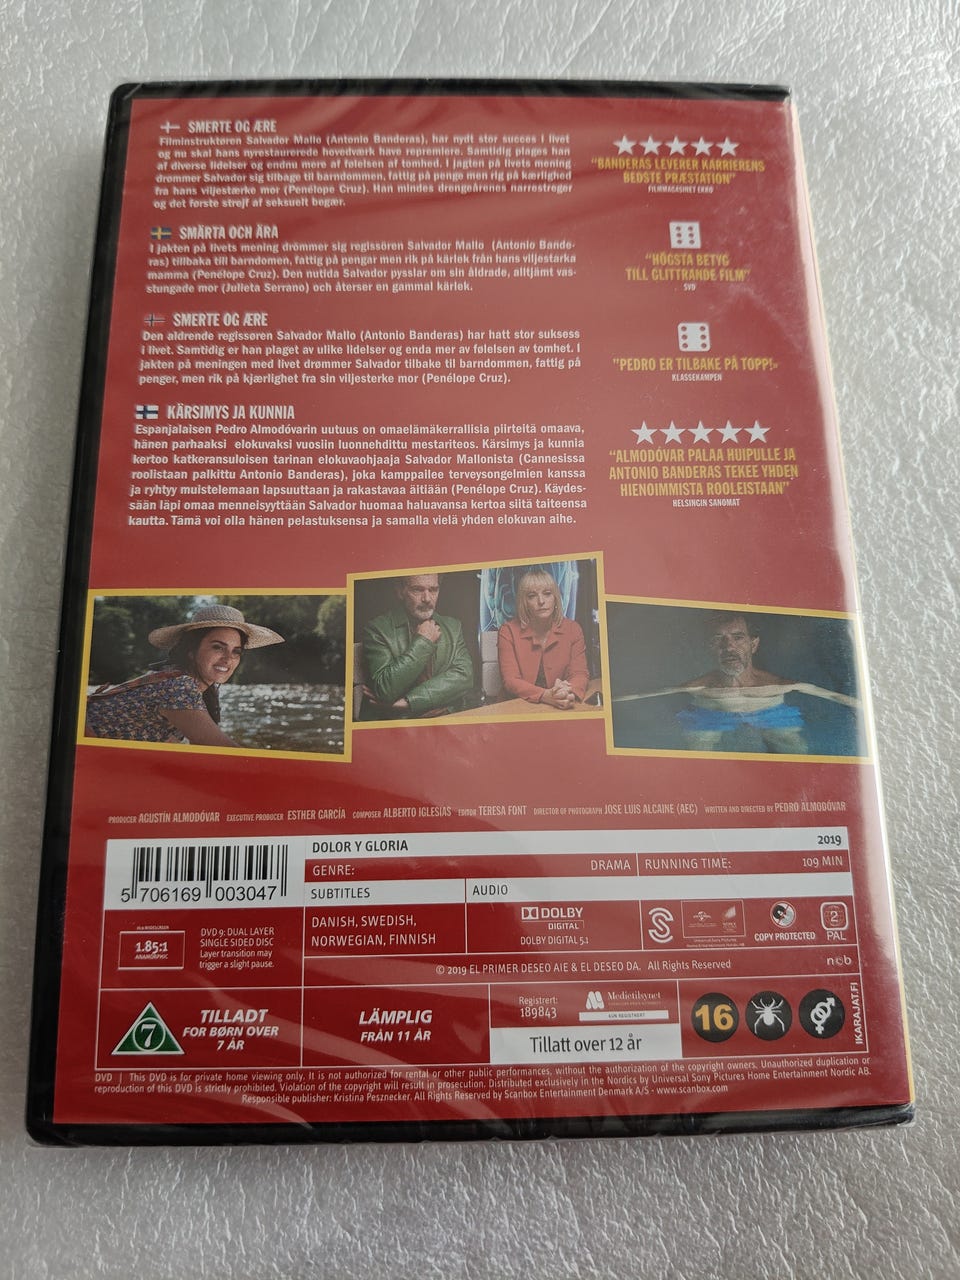 SMERTE OG ÆRE
Filminstruktøren Salvador Mallo (Antonio Banderas), har nydt stor succes i livet
og nu skal hans nyrestaurerede hovedværk have repremiere. Samtidig plages han
af diverse lidelser og endnu mere af følelsen af tomhed. I jagten på livets mening
drømmer Salvador sig tilbage til barndommen, fattig på penge men rig på kærlighed
fra hans viljestærke mor (Penélope Cruz). Han mindes drengeårenes narrestreger
og det første strejf af seksuelt begær.
"BANDERAS LEVERER KARRIERENS
BEDSTE PRÆSTATION"
FILMMAGASINET EKKO
SMÄRTA OCH ÄRA
I jakten på livets mening drömmer sig regissören Salvador Mallo (Antonio Bande-
ras) tillbaka till barndomen, fattig på pengar men rik på kärlek från hans viljestarka
mamma (Penélope Cruz). Den nutida Salvador pysslar om sin åldrade, alltjämt vas-
stungade mor (Julieta Serrano) och återser en gammal kärlek.
"HÖGSTA BETYG
TILL GLITTRANDE FILM"
SVD
SMERTE OG ÆRE
Den aldrende regissøren Salvador Mallo (Antonio Banderas) har hatt stor suksess
i livet. Samtidig er han plaget av ulike lidelser og enda mer av følelsen av tomhet. I
jakten på meningen med livet drømmer Salvador tilbake til barndommen, fattig på
penger, men rik på kjærlighet fra sin viljesterke mor (Penélope Cruz).
"PEDRO ER TILBAKE PÅ TOPP!"
KLASSEKAMPEN
KÄRSIMYS JA KUNNIA
Espanjalaisen Pedro Almodóvarin uutuus on omaelämäkerrallisia piirteitä omaava,
hänen parhaaksi elokuvaksi vuosiin luonnehdittu mestariteos. Kärsimys ja kunnia
kertoo katkeransuloisen tarinan elokuvaohjaaja Salvador Mallonista (Cannesissa
roolistaan palkittu Antonio Banderas), joka kamppailee terveysongelmien kanssa
ja ryhtyy muistelemaan lapsuuttaan ja rakastavaa äitiään (Penélope Cruz). Käydes-
sään läpi omaa menneisyyttään Salvador huomaa haluavansa kertoa siitä taiteensa
kautta. Tämä voi olla hänen pelastuksensa ja samalla vielä yhden elokuvan aihe.
"ALMODÓVAR PALAA HUIPULLE JA
ANTONIO BANDERAS TEKEE YHDEN
HIENOIMMISTA ROOLEISTAAN"
HELSINGIN SANOMAT
PRODUCER AGUSTÍN ALMODÓVAR EXECUTIVE PRODUCER ESTHER GARCÍA COMPOSER ALBERTO IGLESIAS EDITOR TERESA FONT DIRECTOR OF PHOTOGRAPH JOSE LUIS ALCAINE (AEC) WRITTEN AND DIRECTED BY PEDRO ALMODÓVAR
5 706169 003047
DOLOR Y GLORIA 2019
GENRE: DRAMA RUNNING TIME: 109 MIN
SUBTITLES AUDIO
DANISH, SWEDISH,
NORWEGIAN, FINNISH
DOLBY
DIGITAL
DOLBY DIGITAL 5.1
COPY PROTECTED
2
PAL
16:9 WIDESCREEN
1.85:1
ANAMORPHIC
DVD 9: DUAL LAYER
SINGLE SIDED DISC
Layer transition may
trigger a slight pause.
© 2019 EL PRIMER DESEO AIE & EL DESEO DA. All Rights Reserved
ncb
7
TILLADT
FOR BØRN OVER
7 ÅR
LÄMPLIG
FRÅN 11 ÅR
Registrert:
189843
Medietilsynet
KUN REGISTRERT
Tillatt over 12 år
16
IKARAJAT.FI
DVD | This DVD is for private home viewing only. It is not authorized for rental or other public performances, without the authorization of the copyright owners. Unauthorized duplication or
reproduction of this DVD is strictly prohibited. Violation of the copyright will result in prosecution. Distributed exclusively in the Nordics by Universal Sony Pictures Home Entertainment Nordic AB.
Responsible publisher: Kristina Pesznecker. All Rights Reserved by Scanbox Entertainment Denmark A/S - www.scanbox.com